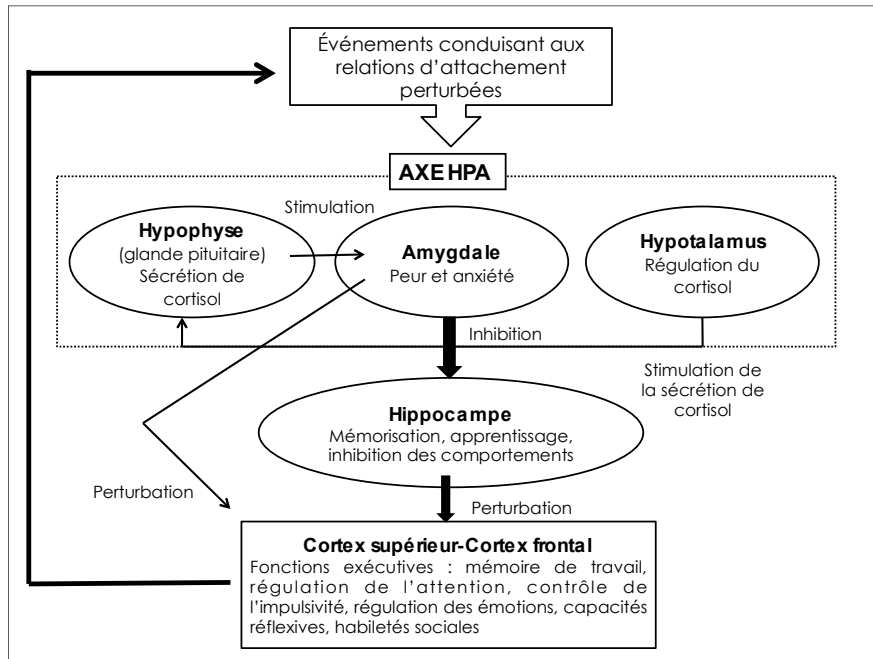 Événements conduisant aux
relations d’attachement
perturbées
AXE HPA
Stimulation
Hypophyse
(glande pituitaire)
Sécrétion de
cortisol
Amygdale
Peur et anxiété
Hypotalamus
Régulation du
cortisol
Inhibition
Stimulation de
la sécrétion de
cortisol
Hippocampe
Mémorisation, apprentissage,
inhibition des comportements
Perturbation
Perturbation
Cortex supérieur-Cortex frontal
Fonctions exécutives : mémoire de travail,
régulation de l’attention, contrôle de
l’impulsivité, régulation des émotions, capacités
réflexives, habiletés sociales